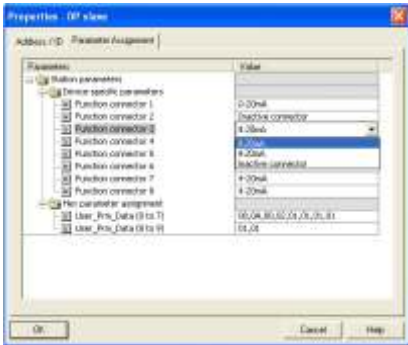 Properties - DP slave
Address / ID
Parameter Assignment
Parameters
Value
Station parameters
Device-specific parameters
Function connector 1
0-20mA
Function connector 2
Inactive connector
Function connector 3
4-20mA
Function connector 4
0-20mA
Function connector 5
4-20mA
Function connector 6
Inactive connector
Function connector 7
4-20mA
Function connector 8
4-20mA
Hex parameter assignment
User_Prm_Data (0 to 7)
User_Prm_Data (8 to 9)
01,01
OK
Cancel
Help